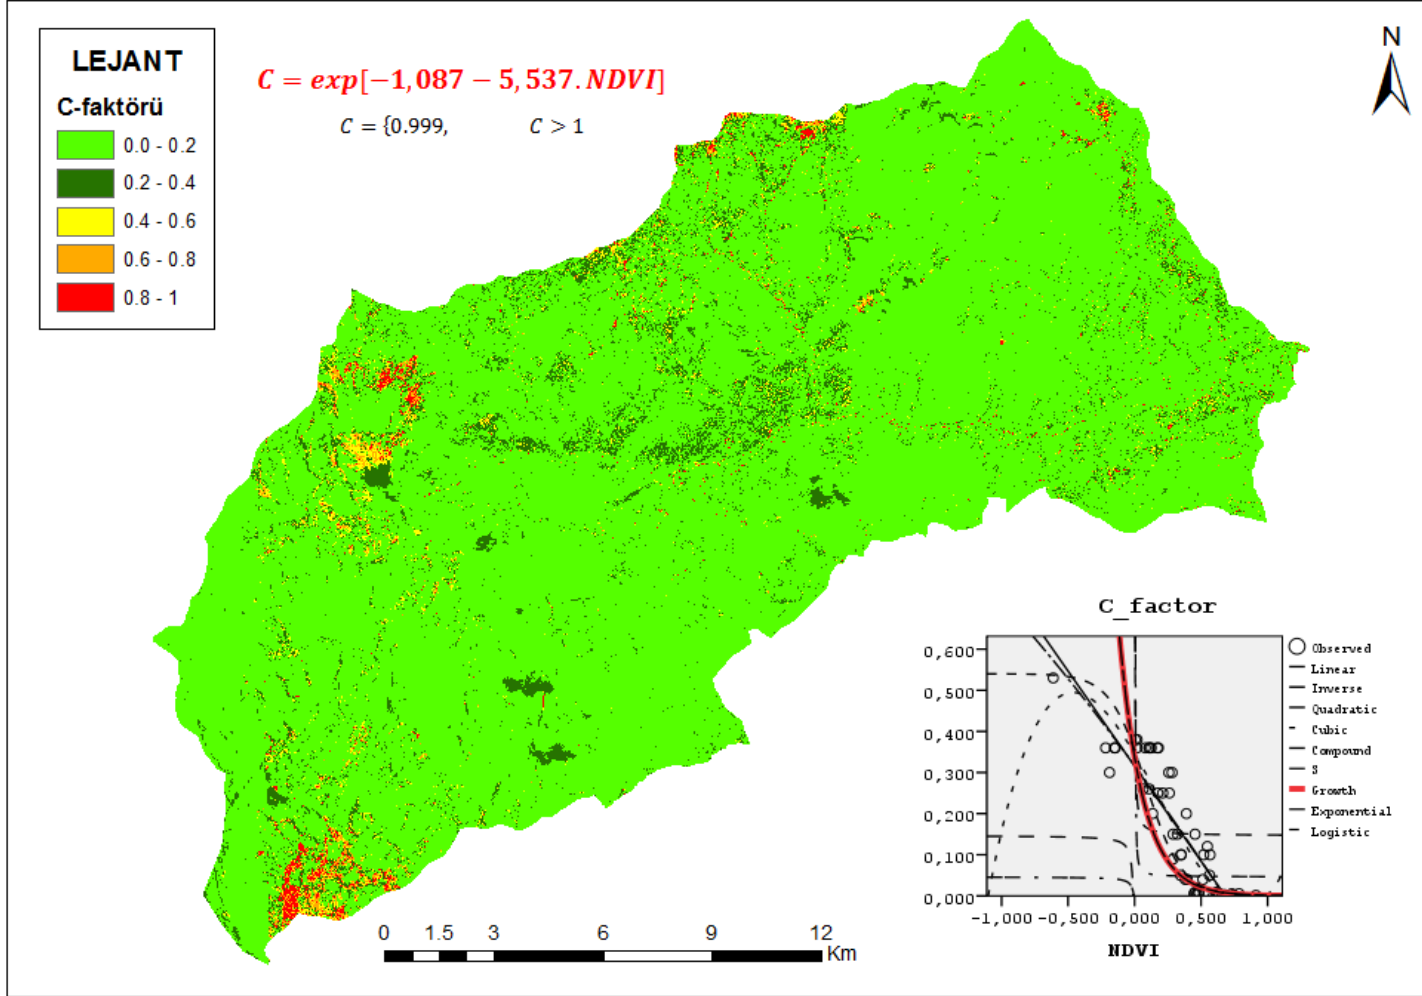 LEJANT
C-faktörü
0.0 - 0.2
0.2 - 0.4
0.4 - 0.6
0.6 - 0.8
0.8 - 1
C = exp[−1,087 − 5,537.NDVI]
C = {0.999, C > 1
N
C_factor
0,600
0,500
0,400
0,300
0,200
0,100
0,000
-1,000 -0,500 0,000 0,500 1,000
NDVI
Observed
Linear
Inverse
Quadratic
Cubic
Compound
S
Growth
Exponential
Logistic
0 1.5 3 6 9 12
Km